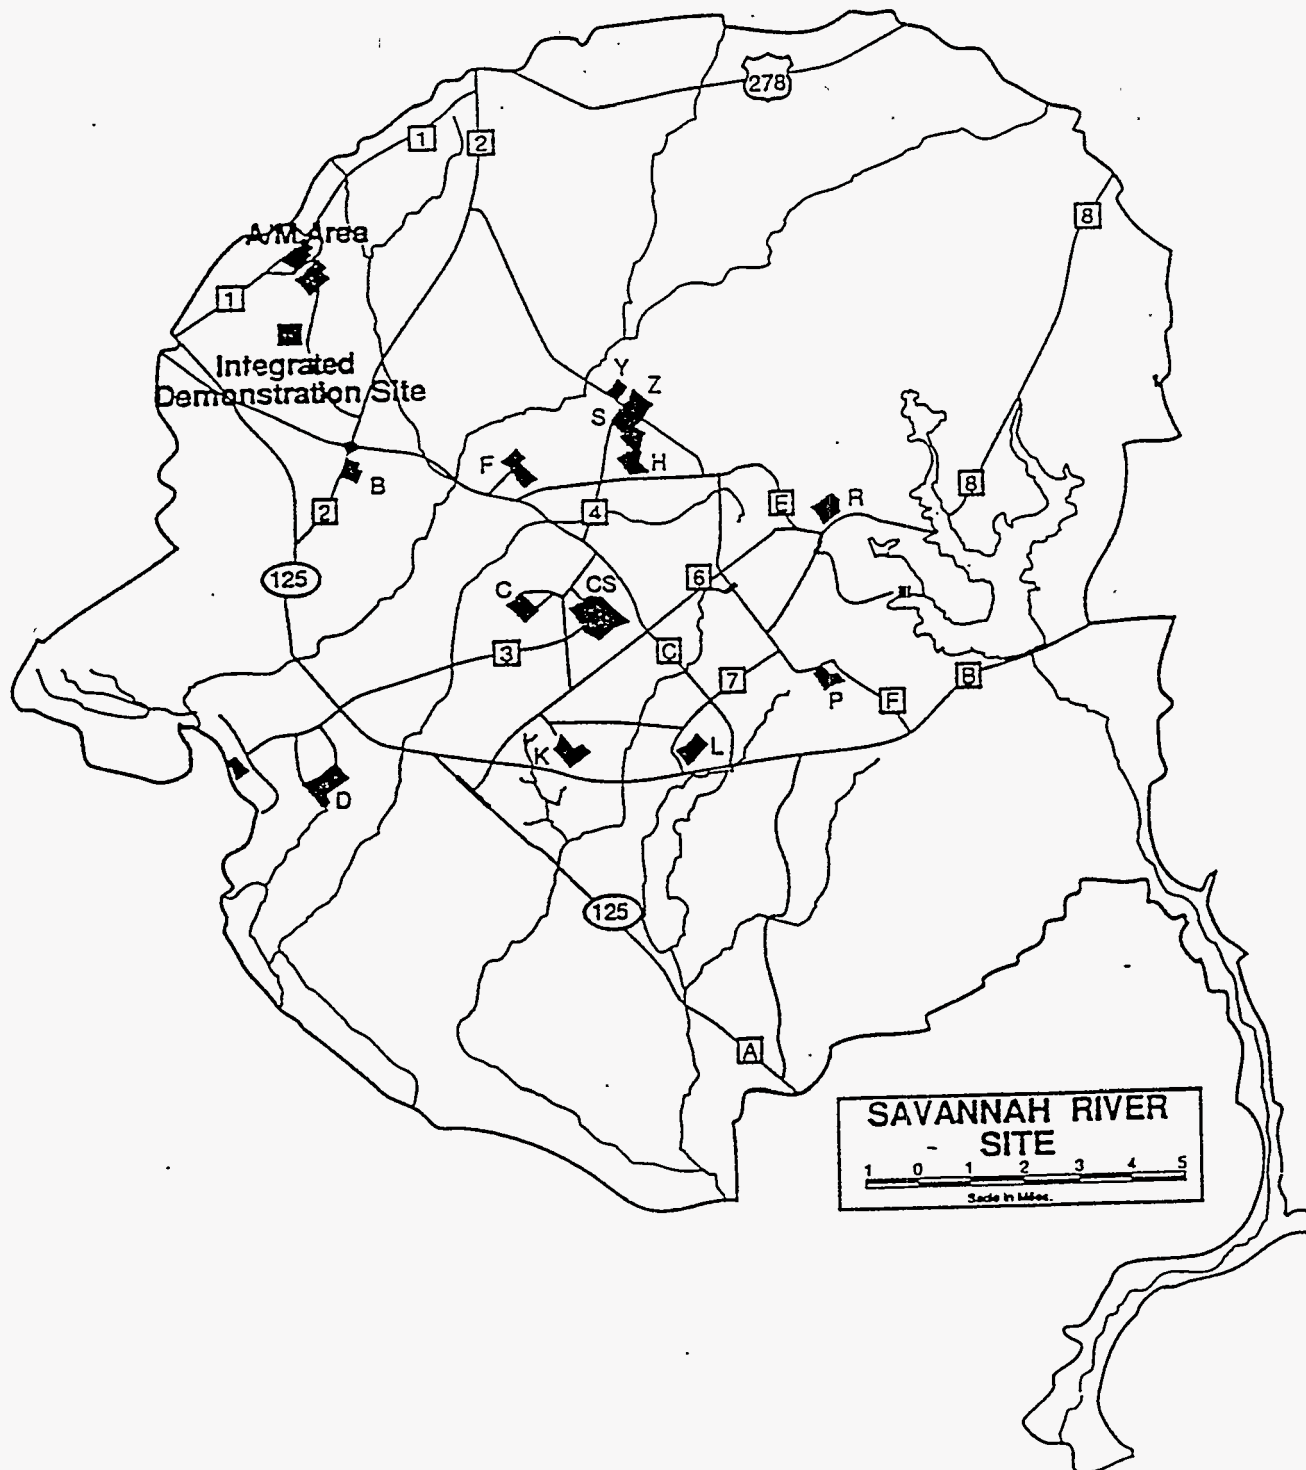 278
1
2
8
A/M Area
1
Integrated
Demonstration Site
Y
Z
S
F
H
B
2
4
E
R
8
125
6
C
CS
3
C
7
P
F
B
K
L
D
125
A
SAVANNAH RIVER
SITE
1 0 1 2 3 4 5
Scale in Miles.